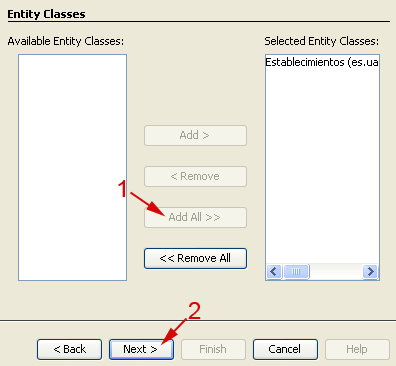 Entity Classes
Available Entity Classes:
Selected Entity Classes:
Establecimientos (es.ua
Add >
< Remove
1
Add All >>
<< Remove All
2
< Back
Next >
Finish
Cancel
Help